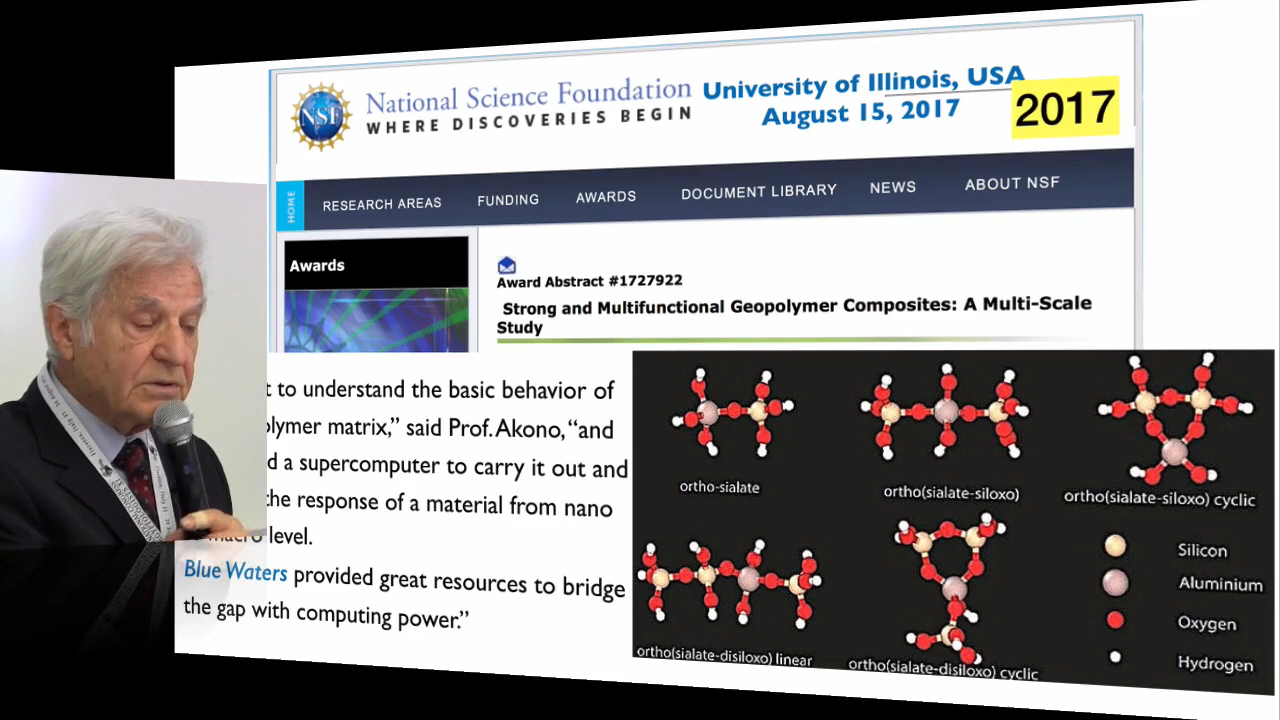 NSF
National Science Foundation
WHERE DISCOVERIES BEGIN
University of Illinois, USA
August 15, 2017
2017
HOME
RESEARCH AREAS
FUNDING
AWARDS
DOCUMENT LIBRARY
NEWS
ABOUT NSF
Awards
Award Abstract #1727922
Strong and Multifunctional Geopolymer Composites: A Multi-Scale
Study
t to understand the basic behavior of
lymer matrix,” said Prof. Akono, “and
d a supercomputer to carry it out and
the response of a material from nano
macro level.
Blue Waters provided great resources to bridge
the gap with computing power.”
ortho-sialate
ortho(sialate-siloxo)
ortho(sialate-siloxo) cyclic
ortho(sialate-disiloxo) linear
ortho(sialate-disiloxo) cyclic
Silicon
Aluminium
Oxygen
Hydrogen